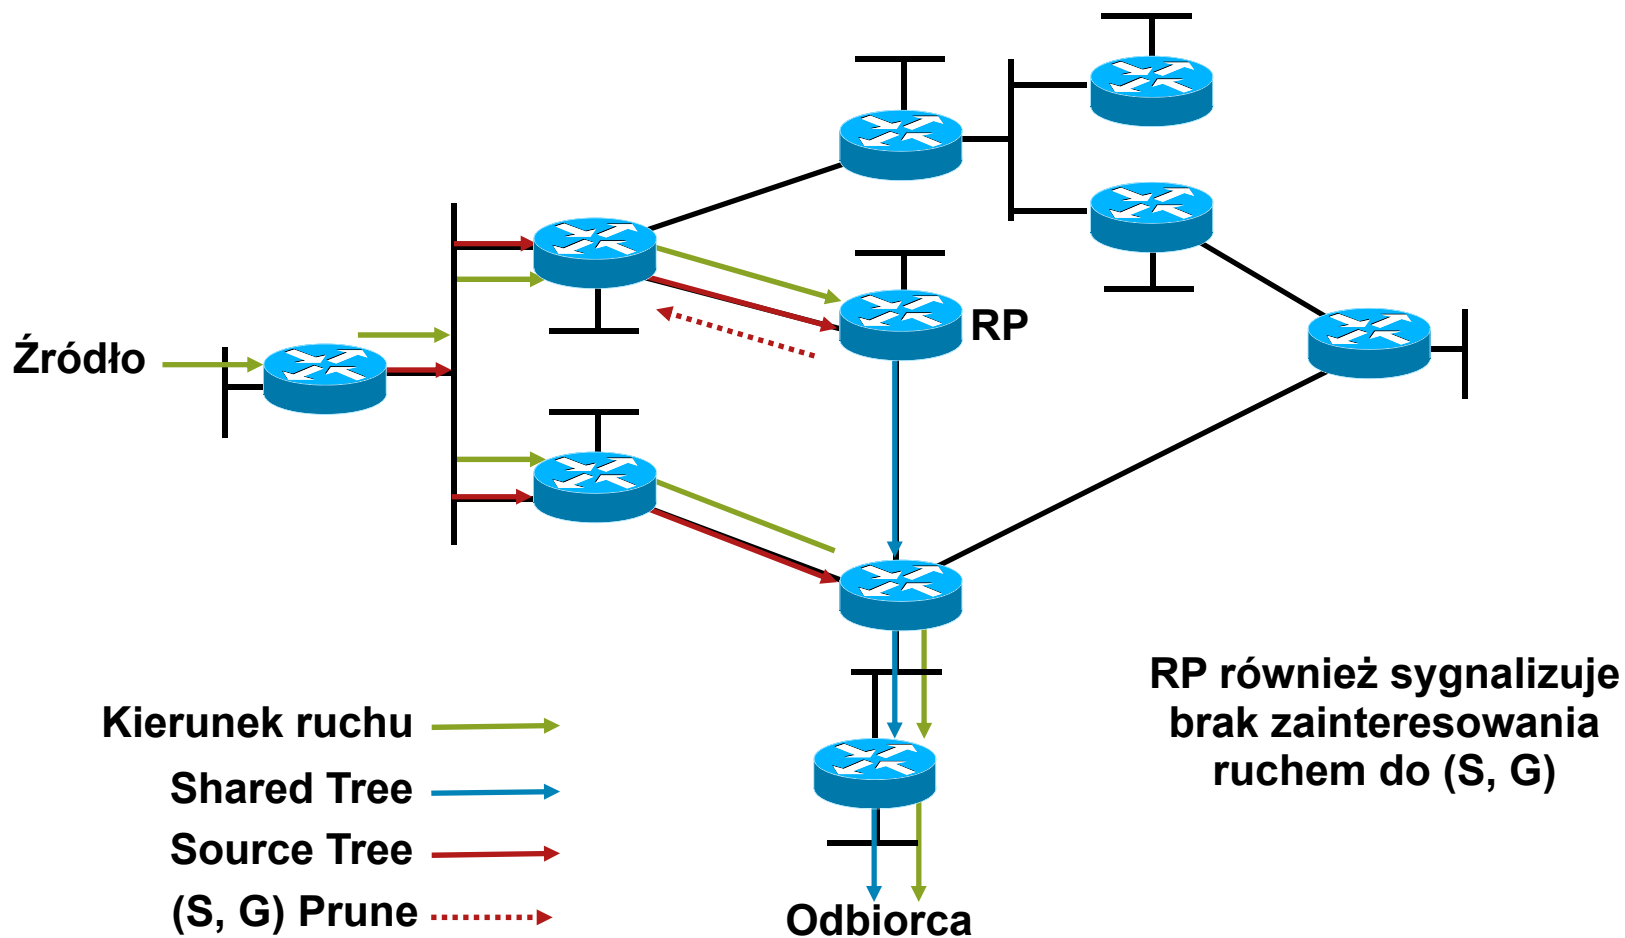 RP
Źródło
RP również sygnalizuje
brak zainteresowania
ruchem do (S, G)
Kierunek ruchu
Shared Tree
Source Tree
(S, G) Prune
Odbiorca